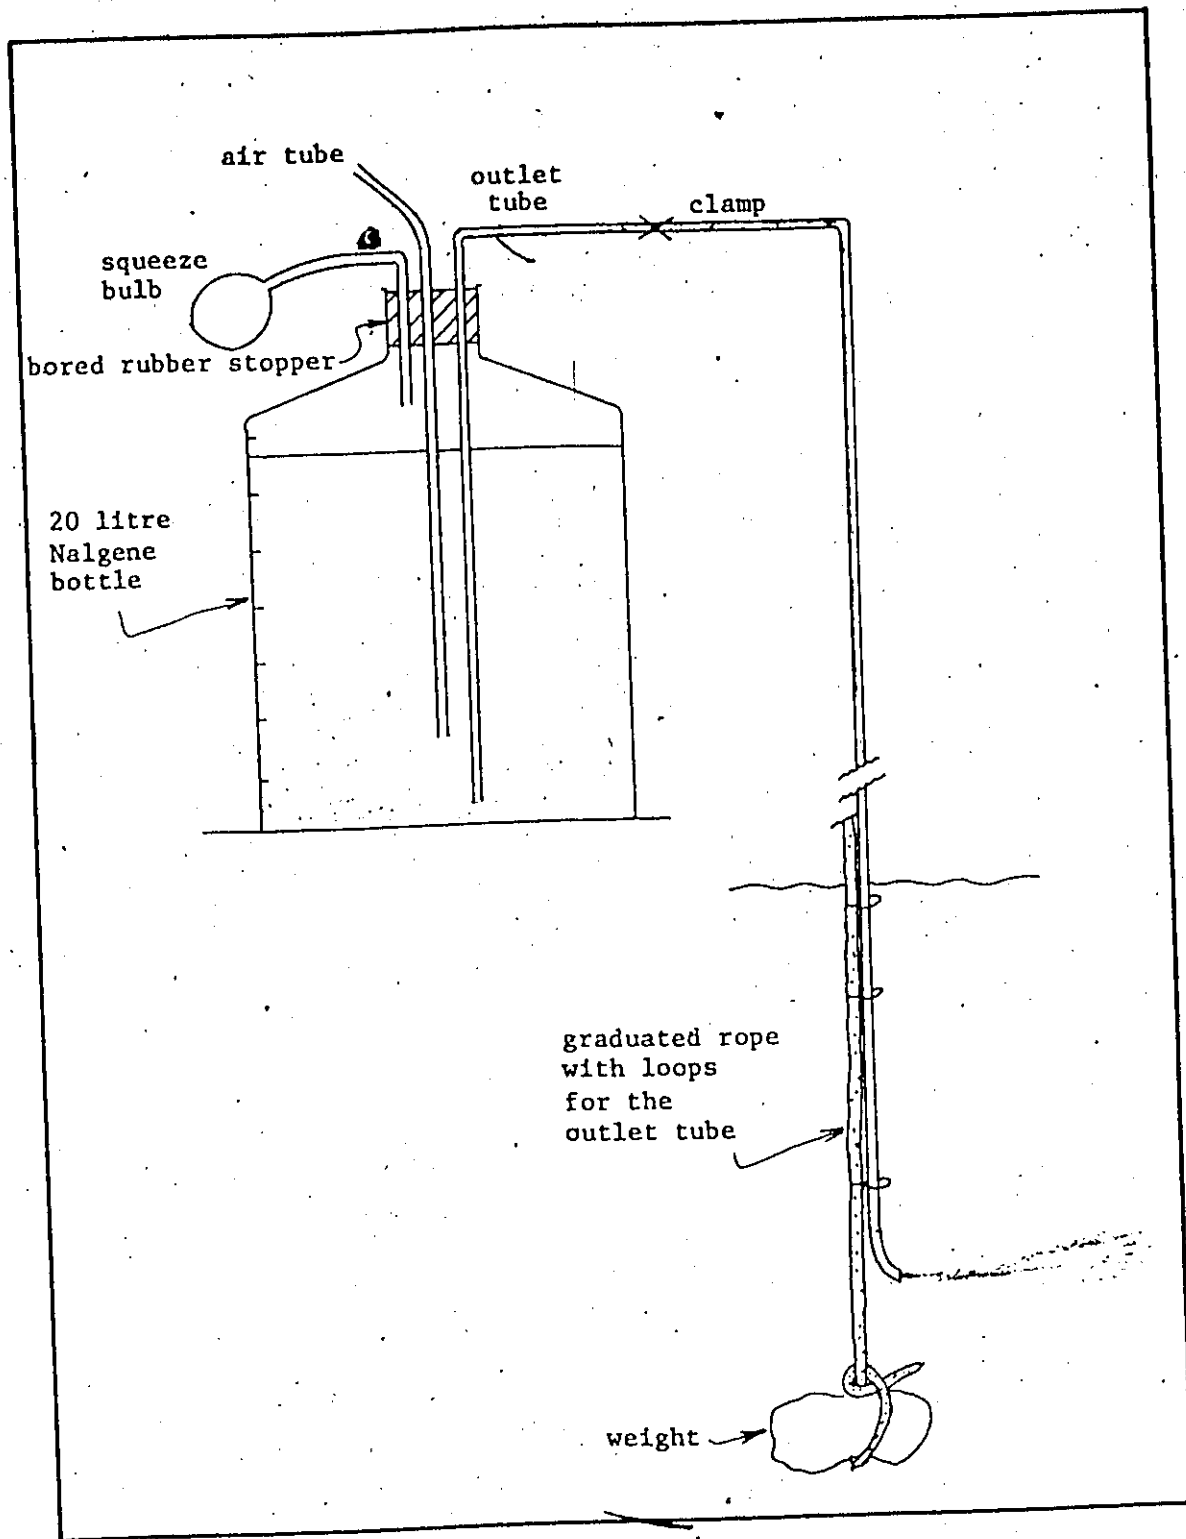 air tube
outlet
tube
clamp
squeeze
bulb
bored rubber stopper
20 litre
Nalgene
bottle
graduated rope
with loops
for the
outlet tube
weight